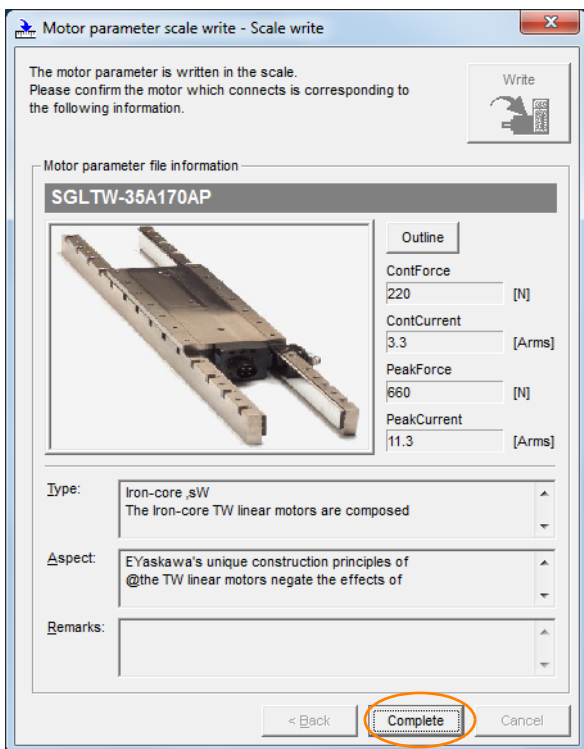 Motor parameter scale write - Scale write
The motor parameter is written in the scale.
Please confirm the motor which connects is corresponding to
the following information.
Write
Motor parameter file information
SGLTW-35A170AP
Outline
ContForce
220 [N]
ContCurrent
3.3 [Arms]
PeakForce
660 [N]
PeakCurrent
11.3 [Arms]
Type:
Iron-core ,sW
The Iron-core TW linear motors are composed
Aspect:
EYaskawa's unique construction principles of
@the TW linear motors negate the effects of
Remarks:
< Back
Complete
Cancel